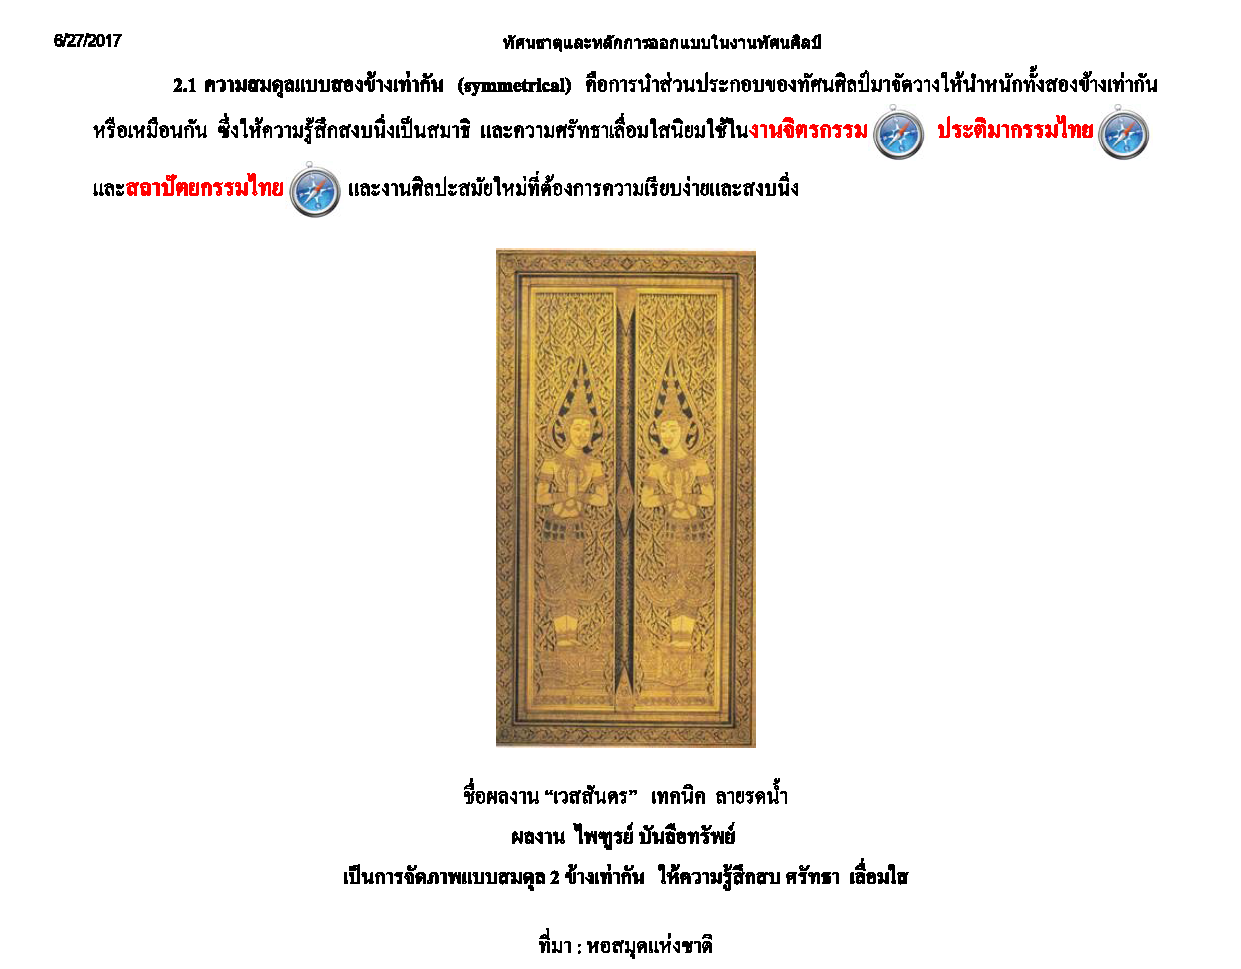 6/27/2017
ทัศนธาตุและหลักการออกแบบในงานทัศนศิลป์
2.1 ความสมดุลแบบสองข้างเท่ากัน (symmetrical) คือการนำส่วนประกอบของทัศนศิลป์มาจัดวางให้นำหนักทั้งสองข้างเท่ากัน
หรือเหมือนกัน ซึ่งให้ความรู้สึกสงบนิ่งเป็นสมาธิ และความศรัทธาเลื่อมใสนิยมใช้ในงานจิตรกรรม ประติมากรรมไทย
และสถาปัตยกรรมไทย และงานศิลปะสมัยใหม่ที่ต้องการความเรียบง่ายและสงบนิ่ง
ชื่อผลงาน “เวสสันดร” เทคนิค ลายรดน้ำ
ผลงาน ไพฑูรย์ บันลือทรัพย์
เป็นการจัดภาพแบบสมดุล 2 ข้างเท่ากัน ให้ความรู้สึกสบ ศรัทธา เลื่อมใส
ที่มา : หอสมุดแห่งชาติ